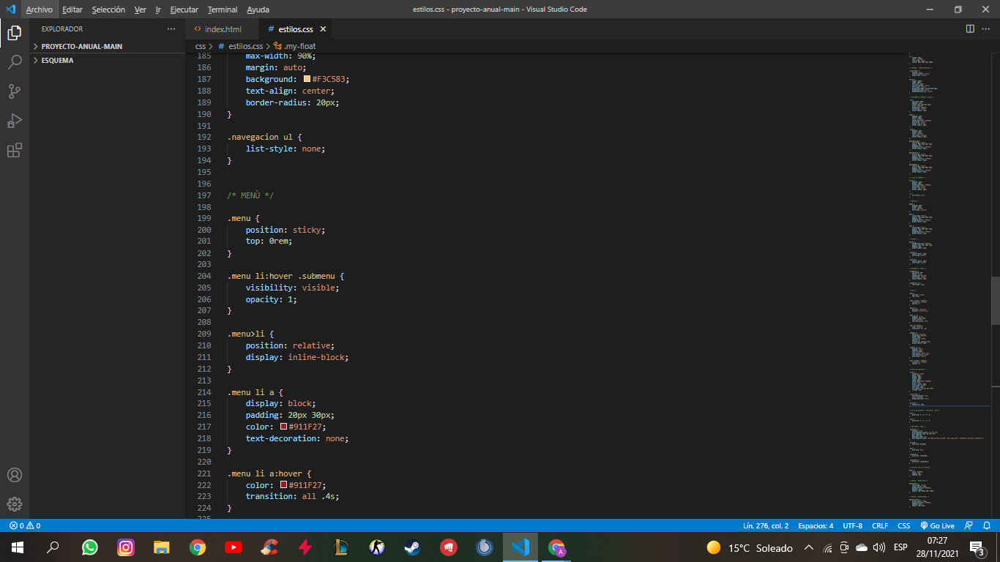 Archivo Editar Selección Ver Ir Ejecutar Terminal Ayuda
estilos.css - proyecto-anual-main - Visual Studio Code
EXPLORADOR
PROYECTO-ANUAL-MAIN
ESQUEMA
index.html
# estilos.css
css > # estilos.css > .my-float
185 max-width: 90%;
186 margin: auto;
187 background: #F3C583;
188 text-align: center;
189 border-radius: 20px;
190 }
191
192 .navegacion ul {
193 list-style: none;
194 }
195
196
197 /* MENÙ */
198
199 .menu {
200 position: sticky;
201 top: 0rem;
202 }
203
204 .menu li:hover .submenu {
205 visibility: visible;
206 opacity: 1;
207 }
208
209 .menu>li {
210 position: relative;
211 display: inline-block;
212 }
213
214 .menu li a {
215 display: block;
216 padding: 20px 30px;
217 color: #911F27;
218 text-decoration: none;
219 }
220
221 .menu li a:hover {
222 color: #911F27;
223 transition: all .4s;
224 }
225
0 0
Lín. 276, col. 2 Espacios: 4 UTF-8 CRLF CSS Go Live
15°C Soleado
ESP
07:27
28/11/2021
3